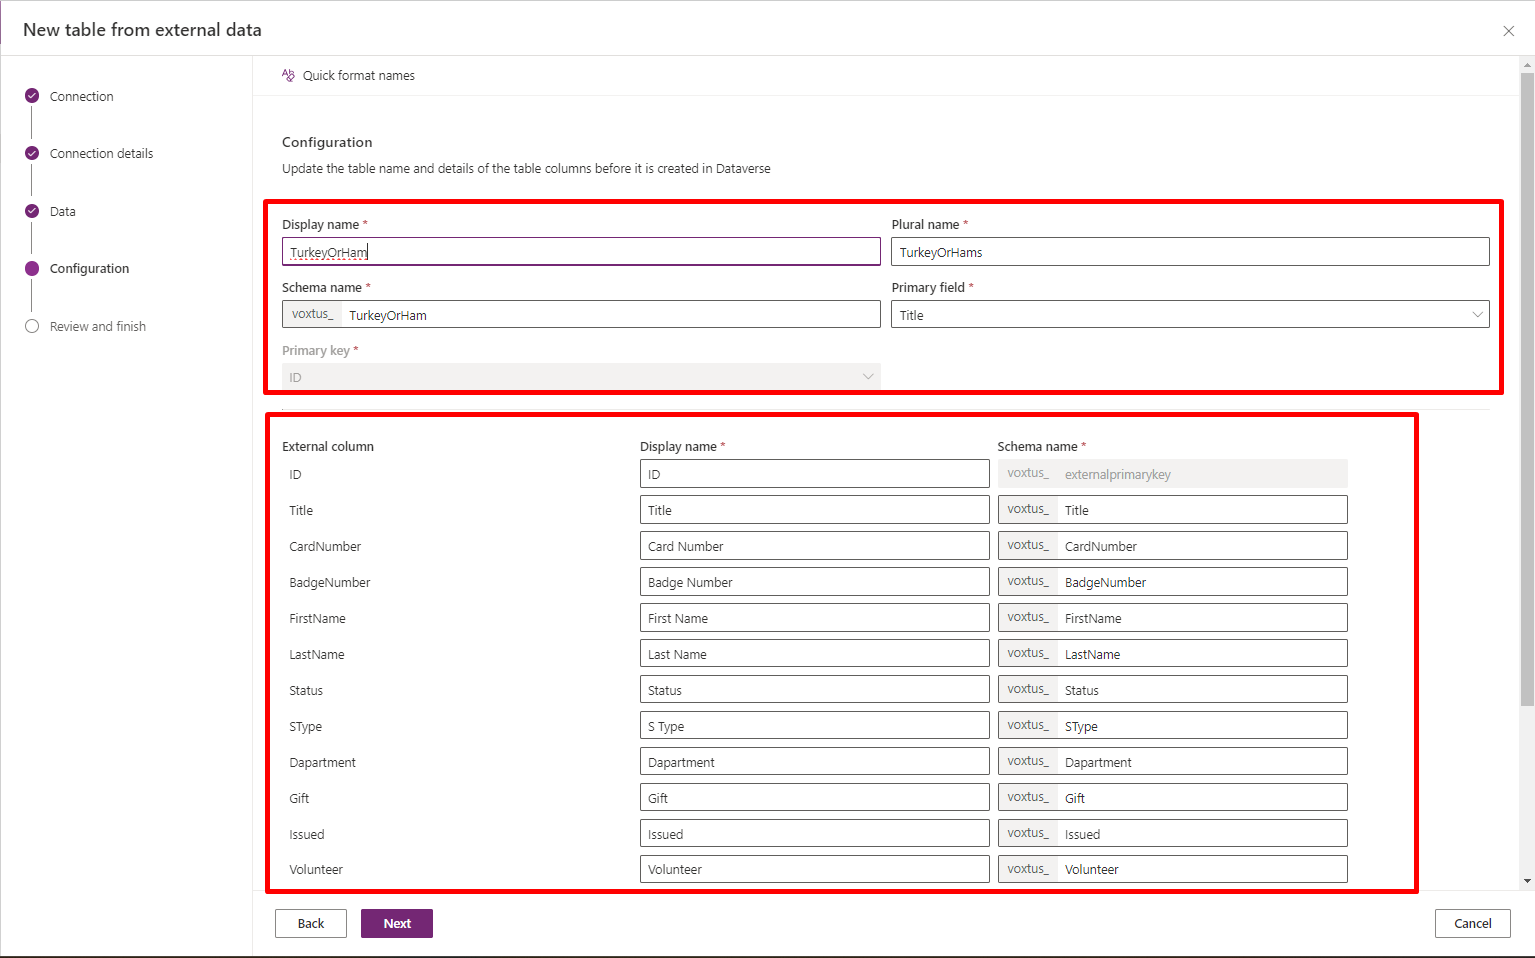 New table from external data
Quick format names
Connection
Connection details
Data
Configuration
Review and finish
Configuration
Update the table name and details of the table columns before it is created in Dataverse
Display name * Plural name *
TurkeyOrHam TurkeyOrHams
Schema name * Primary field *
voxtus_ TurkeyOrHam Title
Primary key *
ID
External column Display name * Schema name *
ID ID voxtus_ externalprimarykey
Title Title voxtus_ Title
CardNumber Card Number voxtus_ CardNumber
BadgeNumber Badge Number voxtus_ BadgeNumber
FirstName First Name voxtus_ FirstName
LastName Last Name voxtus_ LastName
Status Status voxtus_ Status
SType S Type voxtus_ SType
Dapartment Dapartment voxtus_ Dapartment
Gift Gift voxtus_ Gift
Issued Issued voxtus_ Issued
Volunteer Volunteer voxtus_ Volunteer
Back Next Cancel